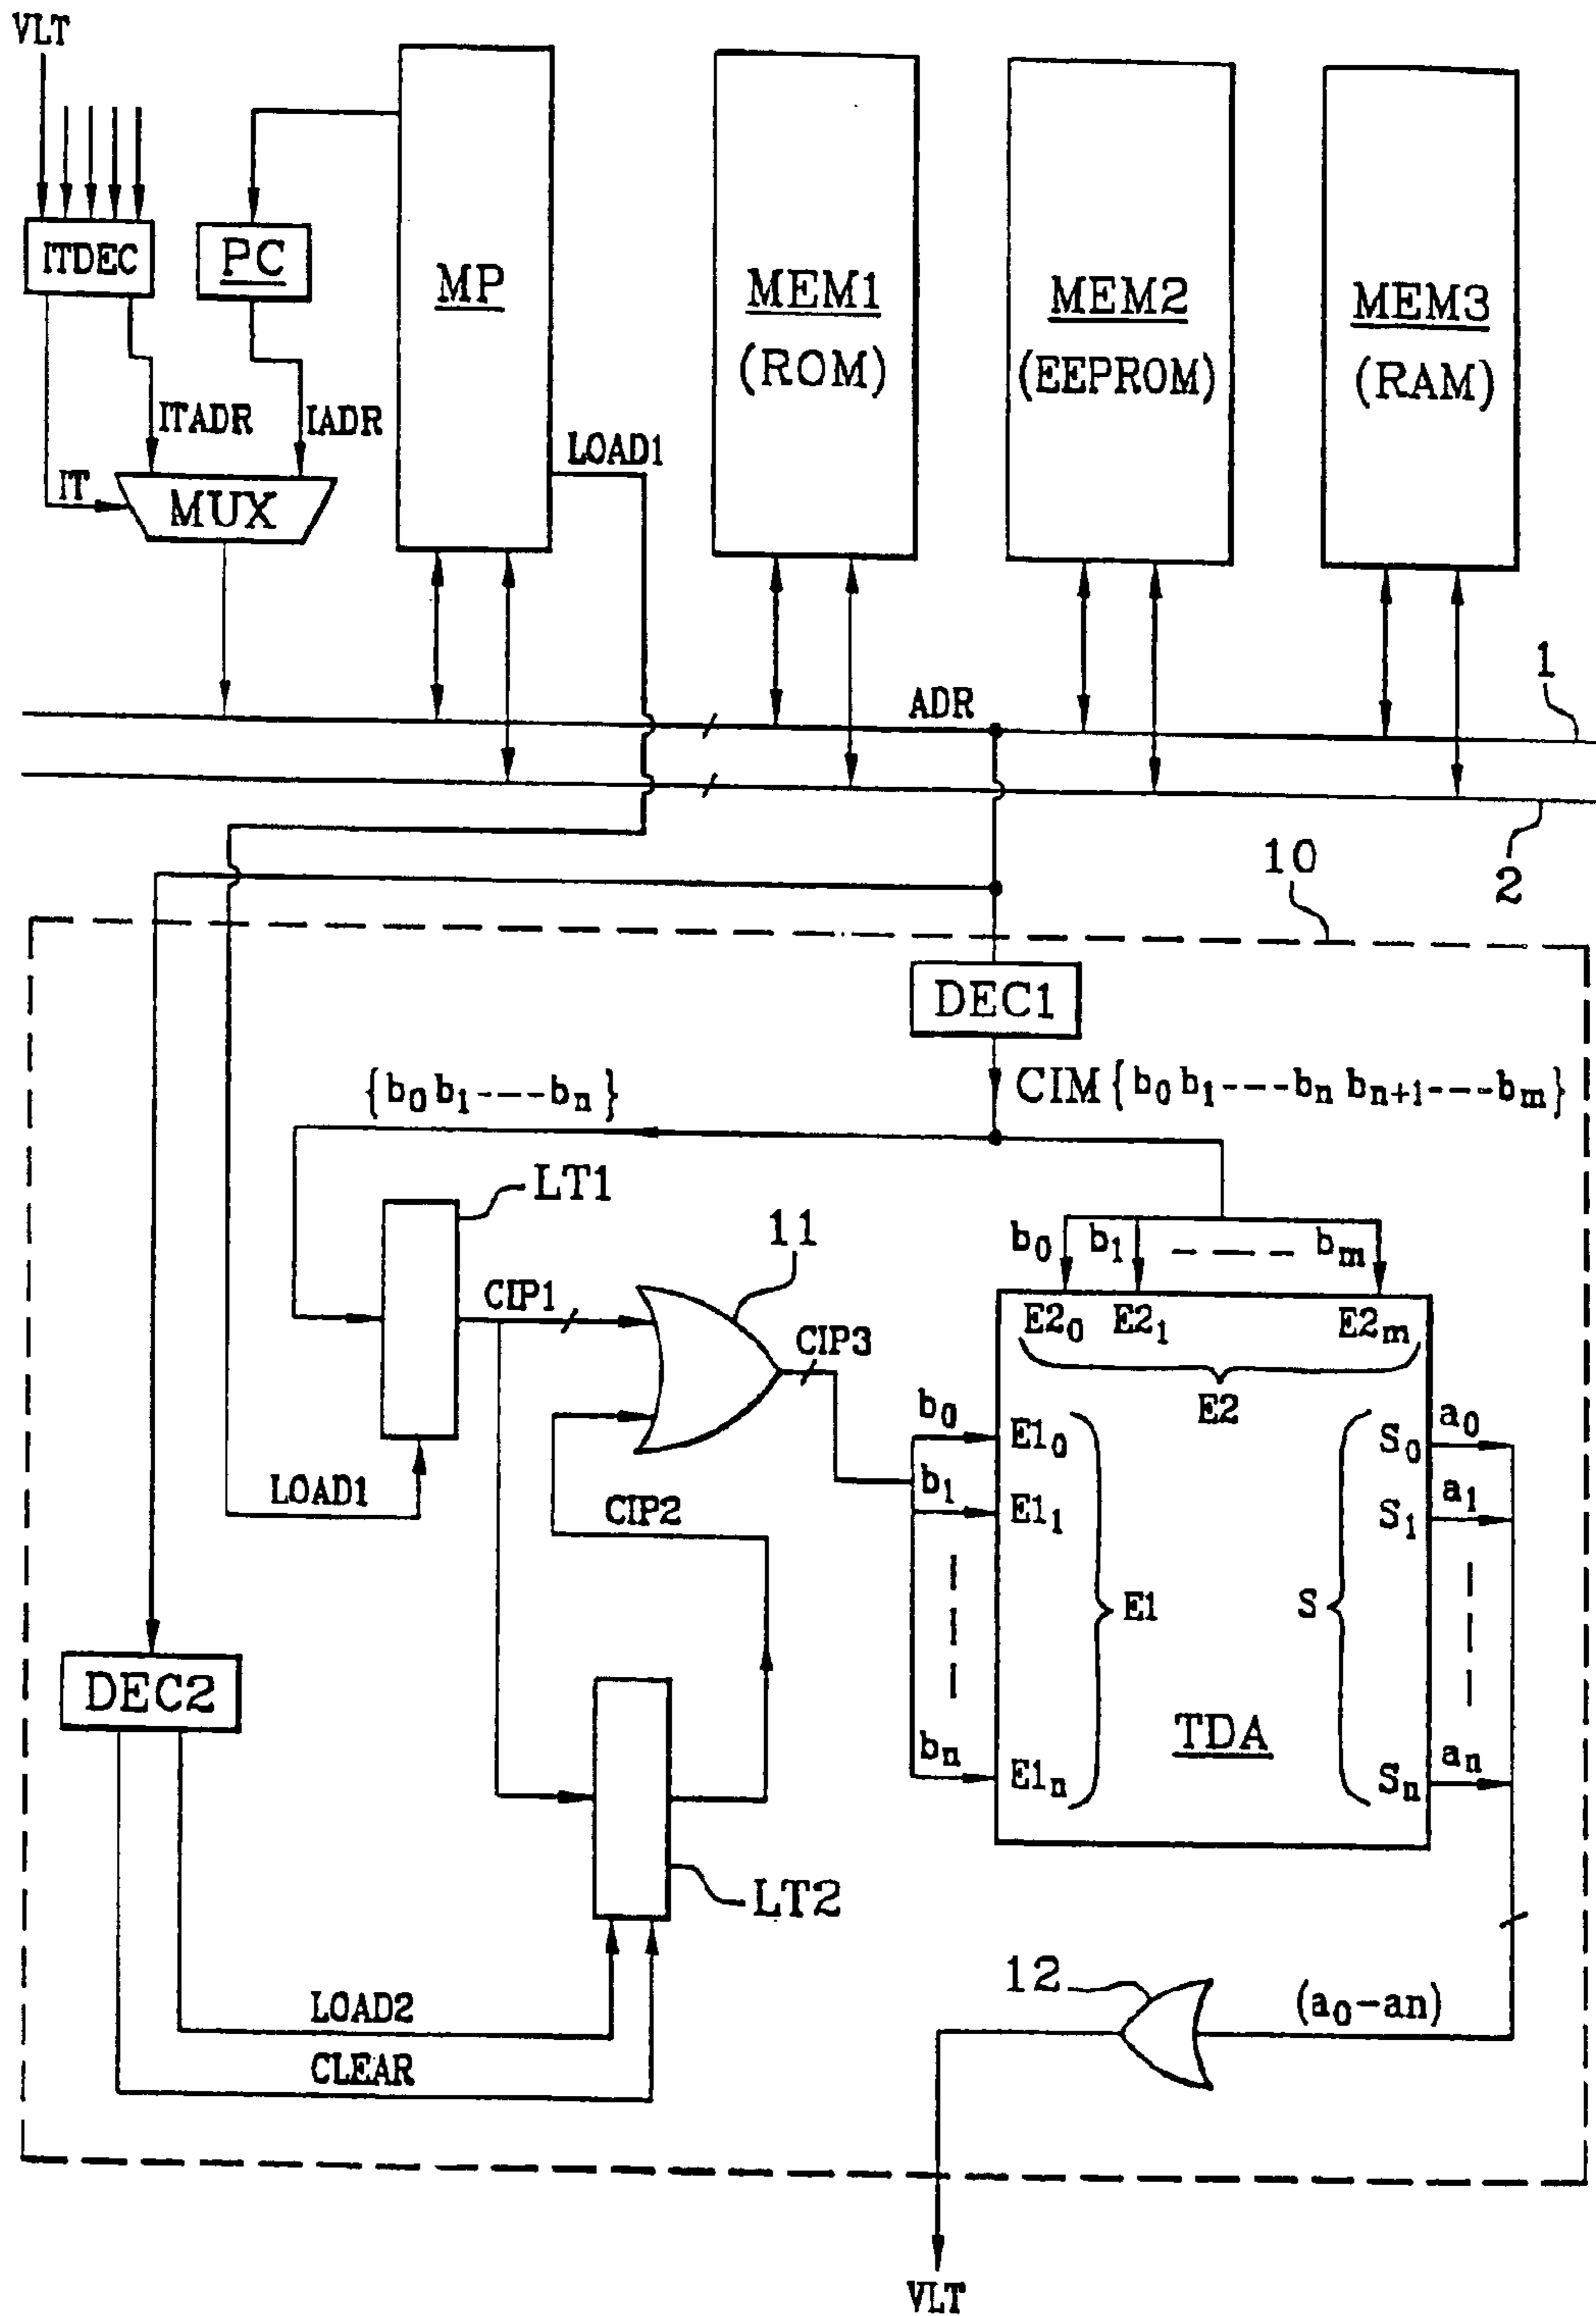 VLT
ITDEC
PC
MP
MEM1
(ROM)
MEM2
(EEPROM)
MEM3
(RAM)
ITADR
IADR
LOAD1
IT
MUX
ADR
1
2
10
DEC1
{b0 b1----bn}
CIM{b0 b1----bn bn+1----bm}
LT1
11
b0 b1 ---- bm
CIP1
E20 E21 E2m
CIP3
E2
b0
E10
S0
a0
b1
E11
S1
a1
LOAD1
CIP2
E1
S
DEC2
TDA
bn
E1n
Sn
an
LT2
12
(a0-an)
LOAD2
CLEAR
VLT